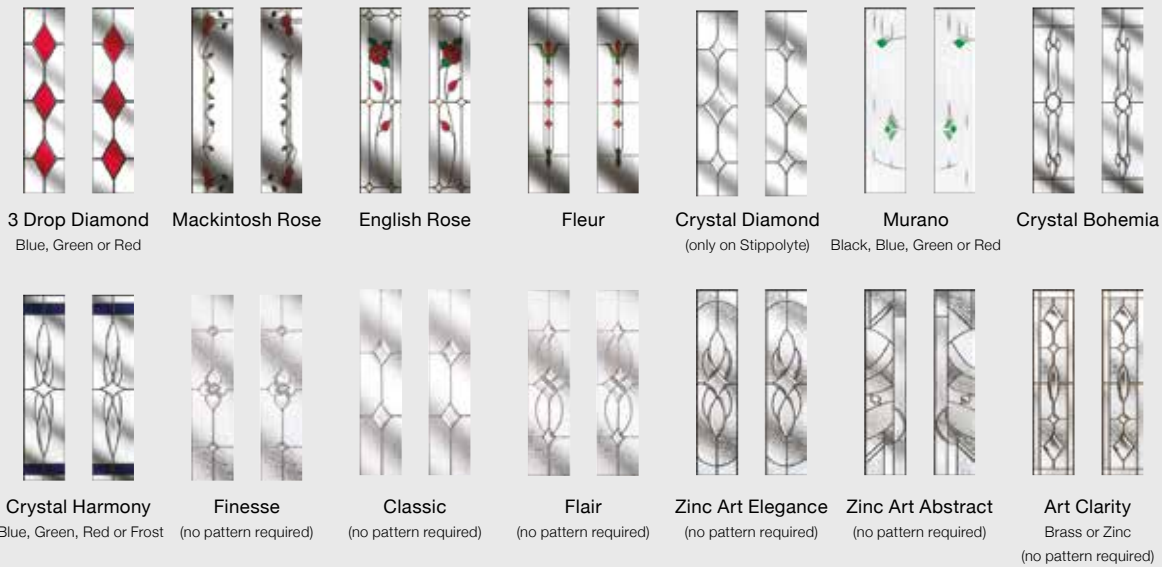 3 Drop Diamond
Blue, Green or Red
Mackintosh Rose
English Rose
Fleur
Crystal Diamond
(only on Stippolyte)
Murano
Black, Blue, Green or Red
Crystal Bohemia
Crystal Harmony
Blue, Green, Red or Frost
Finesse
(no pattern required)
Classic
(no pattern required)
Flair
(no pattern required)
Zinc Art Elegance
(no pattern required)
Zinc Art Abstract
(no pattern required)
Art Clarity
Brass or Zinc
(no pattern required)